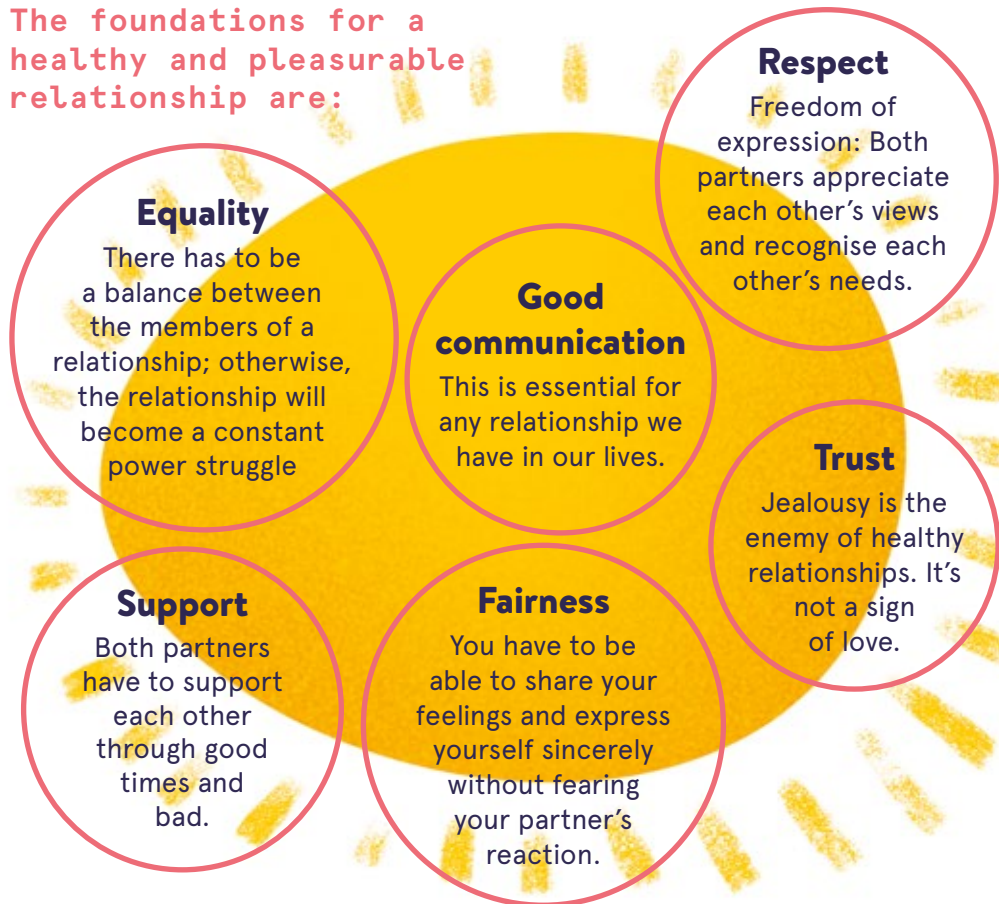 The foundations for a
healthy and pleasurable
relationship are:
Equality
There has to be
a balance between
the members of a
relationship; otherwise,
the relationship will
become a constant
power struggle
Good
communication
This is essential for
any relationship we
have in our lives.
Respect
Freedom of
expression: Both
partners appreciate
each other’s views
and recognise each
other’s needs.
Trust
Jealousy is the
enemy of healthy
relationships. It’s
not a sign
of love.
Support
Both partners
have to support
each other
through good
times and
bad.
Fairness
You have to be
able to share your
feelings and express
yourself sincerely
without fearing
your partner’s
reaction.